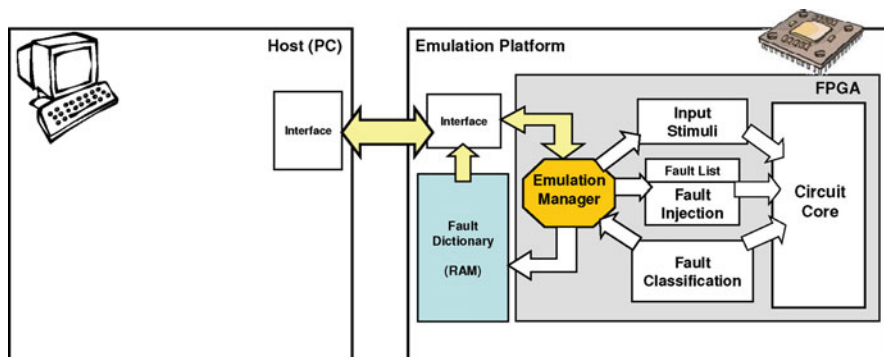 Host (PC)
Interface
Emulation Platform
Interface
Fault
Dictionary
(RAM)
FPGA
Emulation
Manager
Input
Stimuli
Fault List
Fault
Injection
Fault
Classification
Circuit
Core